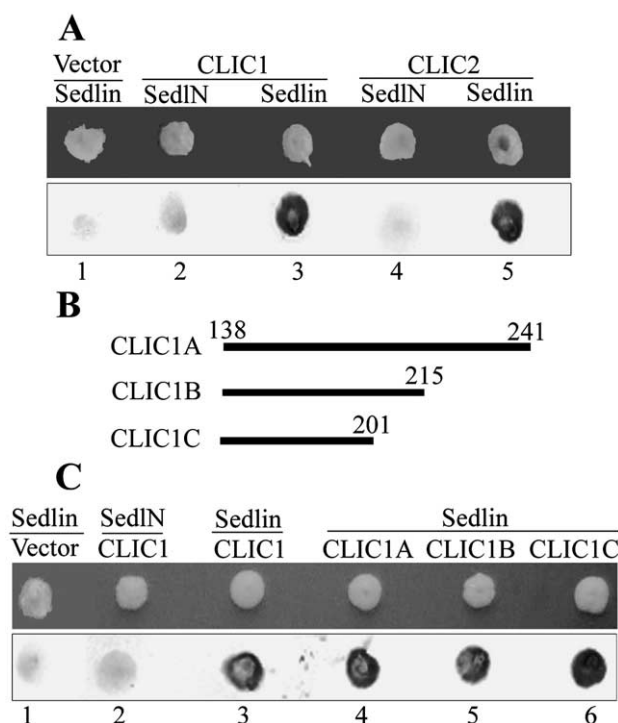 A
Vector CLIC1 CLIC2
Sedlin SedlN Sedlin SedlN Sedlin
1 2 3 4 5
B
138 241
CLIC1A
215
CLIC1B
201
CLIC1C
C
Sedlin SedlN Sedlin Sedlin
Vector CLIC1 CLIC1 CLIC1A CLIC1B CLIC1C
1 2 3 4 5 6